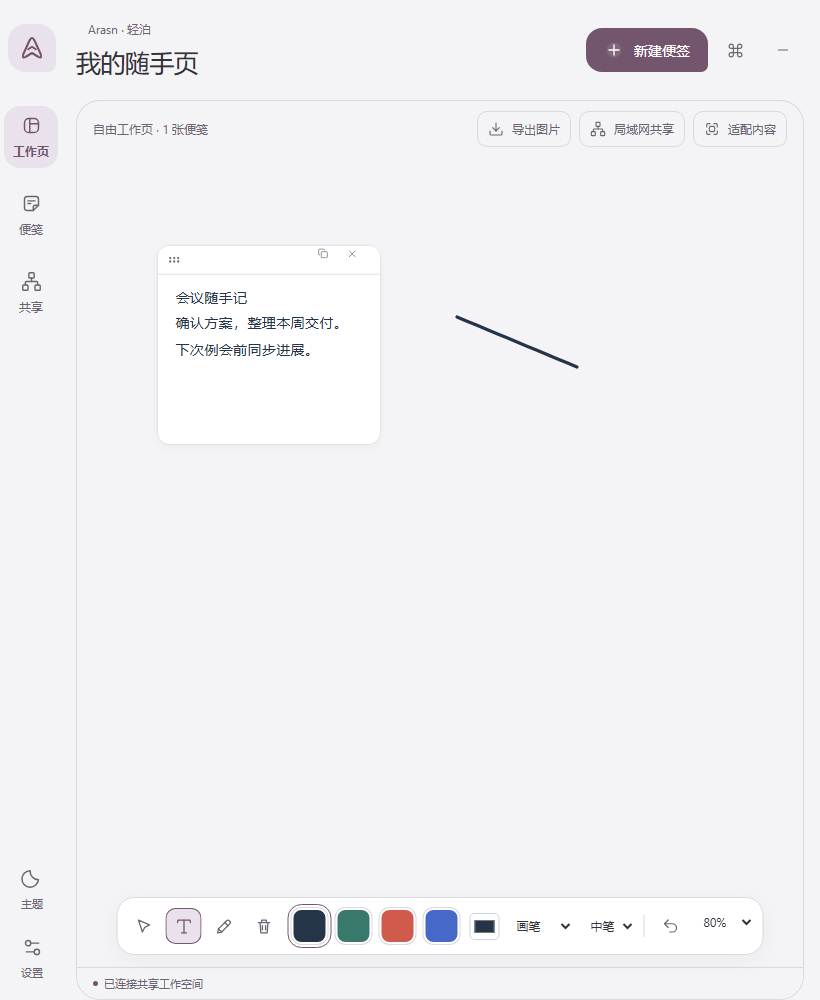 Arasn · 轻泊
我的随手页
新建便签
工作页
便笺
共享
自由工作页 · 1 张便笺
导出图片
局域网共享
适配内容
会议随手记
确认方案，整理本周交付。
下次例会前同步进展。
主题
设置
画笔
中笔
80%
已连接共享工作空间